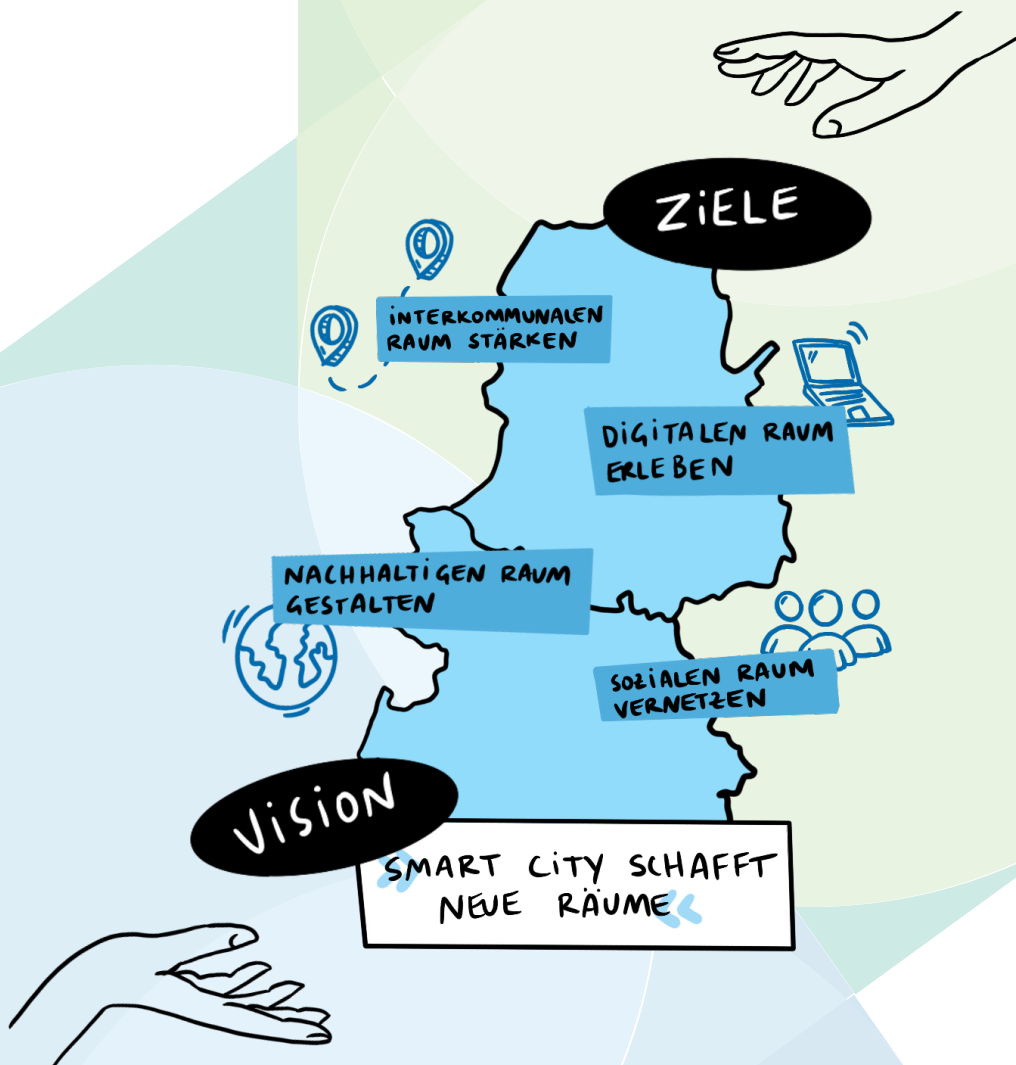 ZiELE
iNTERKOMMUNALEN
RAUM STÄRKEN
DiGiTALEN RAUM
ERLEBEN
NACHHALTiGEN RAUM
GESTALTEN
SOZiALEN RAUM
VERNETZEN
ViSiON
»SMART CiTY SCHAFFT
NEUE RÄUME«